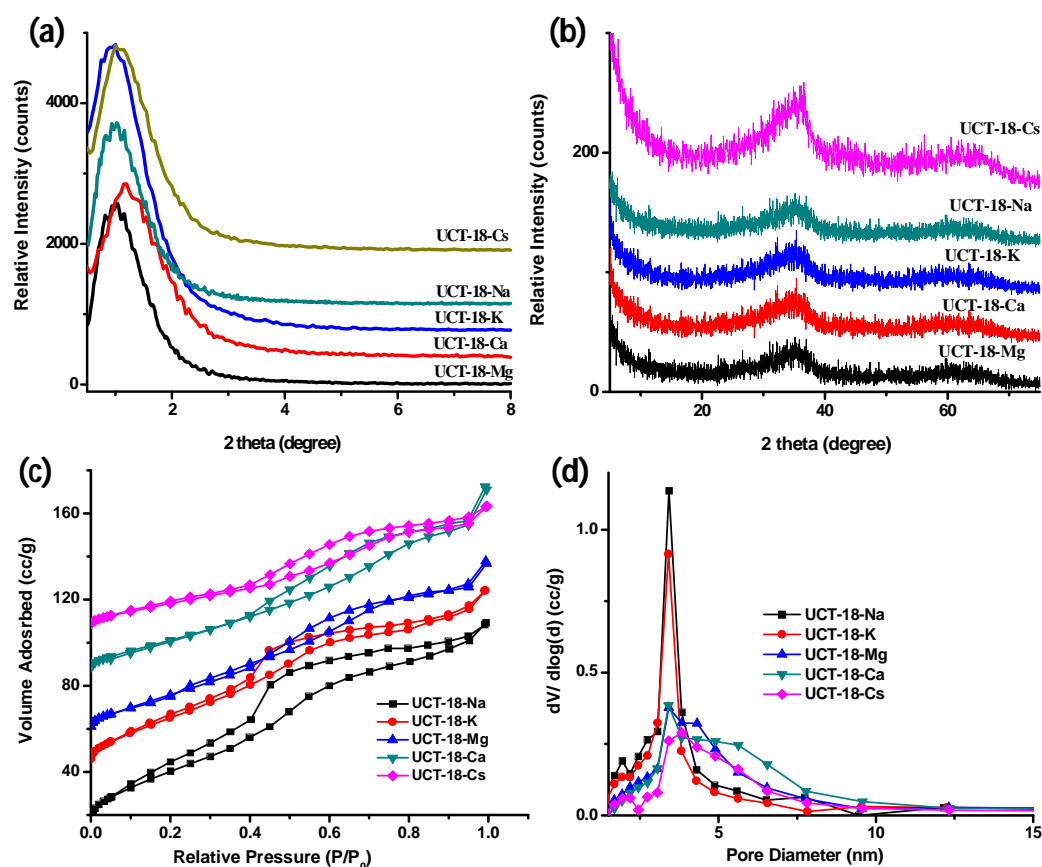 (a)
Relative Intensity (counts)
4000
2000
0
UCT-18-Cs
UCT-18-Na
UCT-18-K
UCT-18-Ca
UCT-18-Mg
2 4 6 8
2 theta (degree)
(b)
Relative Intensity (counts)
200
100
0
UCT-18-Cs
UCT-18-Na
UCT-18-K
UCT-18-Ca
UCT-18-Mg
20 40 60
2 theta (degree)
(c)
Volume Adosrbed (cc/g)
160
120
80
40
UCT-18-Na
UCT-18-K
UCT-18-Mg
UCT-18-Ca
UCT-18-Cs
0.0 0.2 0.4 0.6 0.8 1.0
Relative Pressure (P/P₀)
(d)
dV/ dlog(d) (cc/g)
1.0
0.5
0.0
UCT-18-Na
UCT-18-K
UCT-18-Mg
UCT-18-Ca
UCT-18-Cs
5 10 15
Pore Diameter (nm)